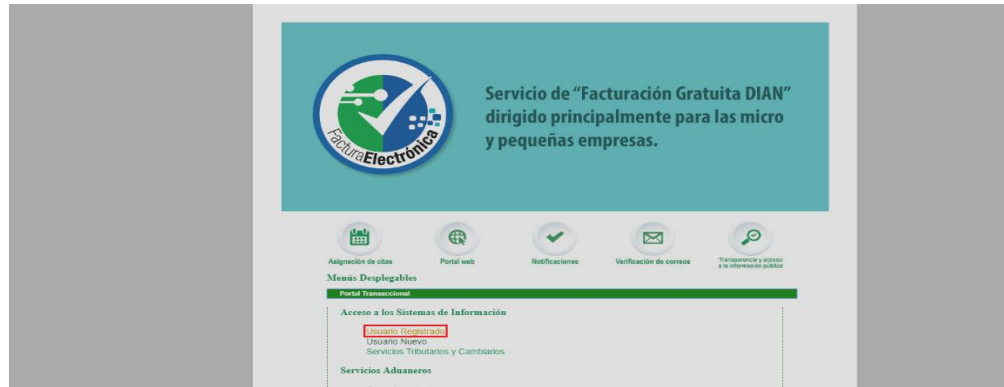 Servicio de “Facturación Gratuita DIAN”
dirigido principalmente para las micro
y pequeñas empresas.
FacturaElectrónica
Asignación de citas
Portal web
Notificaciones
Verificación de correos
Transparencia y acceso
a la información pública
Menús Desplegables
Portal Transaccional
Acceso a los Sistemas de Información
Usuario Registrado
Usuario Nuevo
Servicios Tributarios y Cambiarios
Servicios Aduaneros